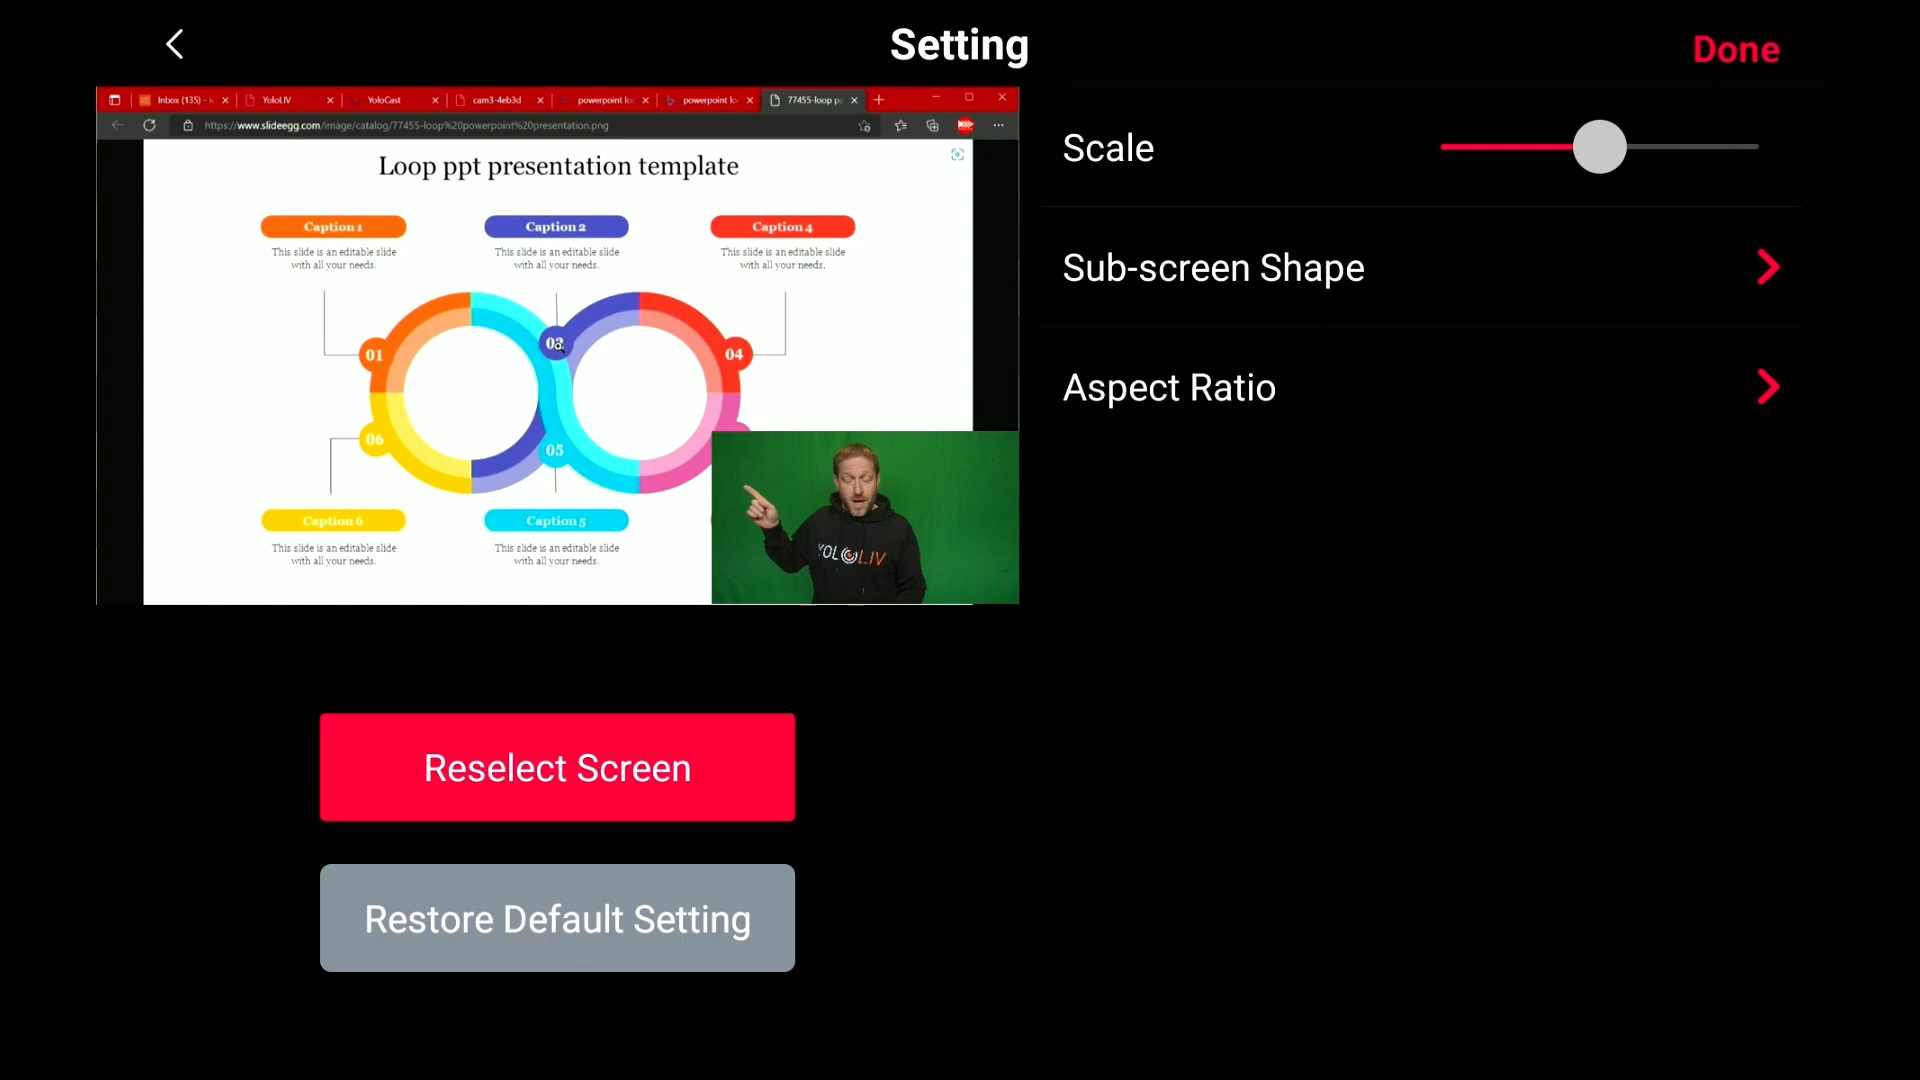 Setting
Done
Inbox (135) -
YoloLIV
YoloCast
cam3-4eb3d
powerpoint lo
powerpoint lo
77455-loop p
https://www.slideegg.com/image/catalog/77455-loop%20powerpoint%20presentation.png
Loop ppt presentation template
Caption 1
Caption 2
Caption 4
This slide is an editable slide
with all your needs.
This slide is an editable slide
with all your needs.
This slide is an editable slide
with all your needs.
01
04
06
05
Caption 6
Caption 5
This slide is an editable slide
with all your needs.
This slide is an editable slide
with all your needs.
YOLOLIV
Scale
Sub-screen Shape
Aspect Ratio
Reselect Screen
Restore Default Setting